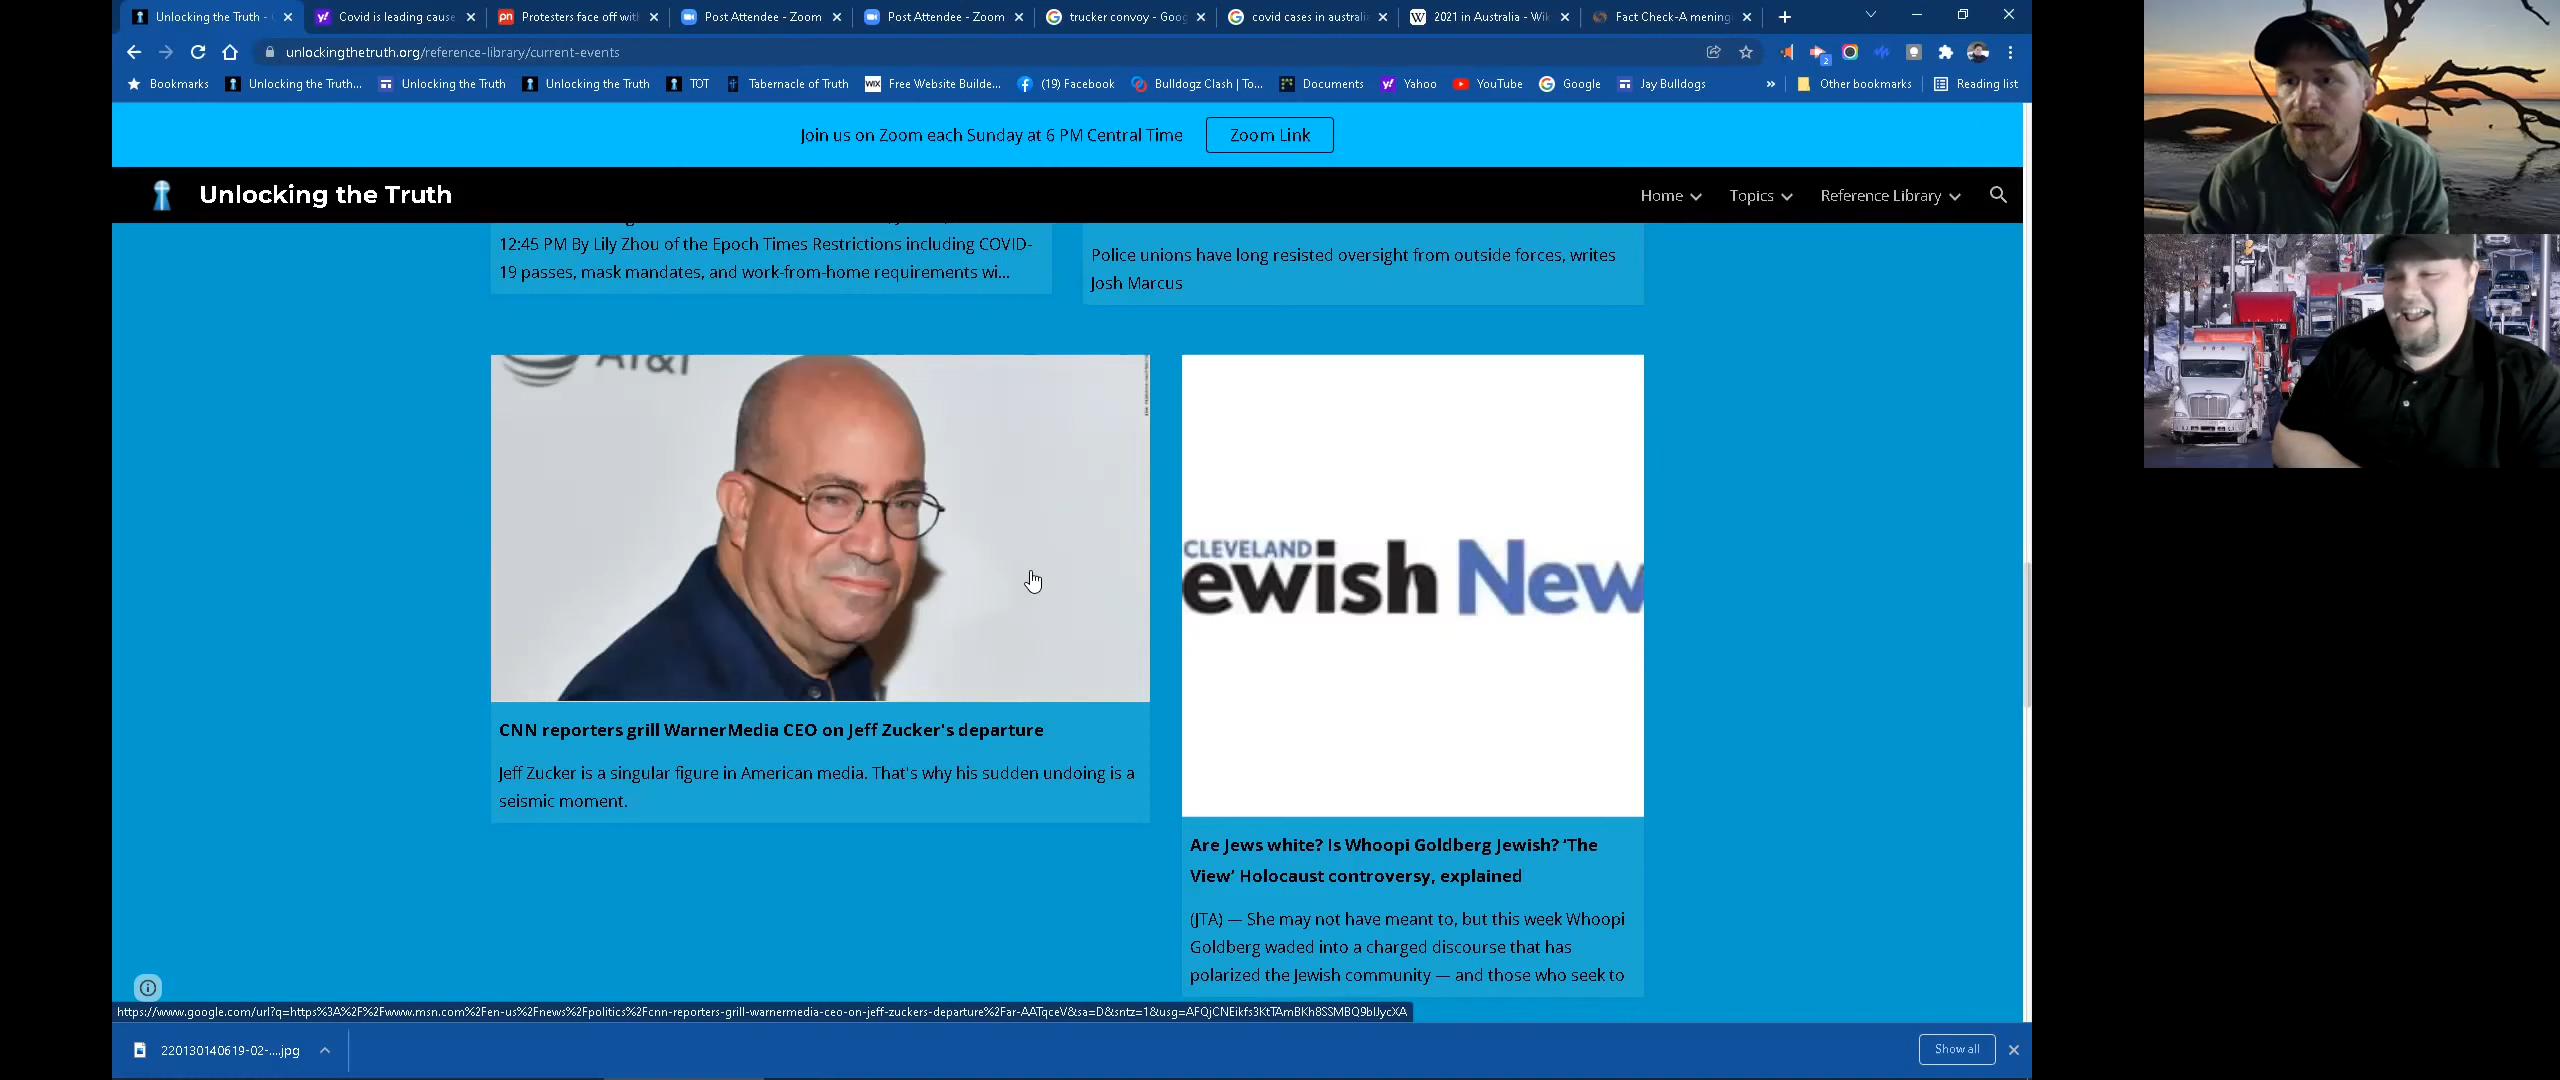 Unlocking the Truth -
Covid is leading cause
Protesters face off with
Post Attendee - Zoom
Post Attendee - Zoom
trucker convoy - Goog
covid cases in australi
2021 in Australia - Wik
Fact Check-A mening
unlockingthetruth.org/reference-library/current-events
Bookmarks
Unlocking the Truth...
Unlocking the Truth
Unlocking the Truth
TOT
Tabernacle of Truth
WIX
Free Website Builde...
(19) Facebook
Bulldogz Clash | To...
Documents
Yahoo
YouTube
Google
Jay Bulldogs
»
Other bookmarks
Reading list
Join us on Zoom each Sunday at 6 PM Central Time
Zoom Link
Unlocking the Truth
Home
Topics
Reference Library
12:45 PM By Lily Zhou of the Epoch Times Restrictions including COVID-
19 passes, mask mandates, and work-from-home requirements wi...
Police unions have long resisted oversight from outside forces, writes
Josh Marcus
AT&T
CNN reporters grill WarnerMedia CEO on Jeff Zucker's departure
Jeff Zucker is a singular figure in American media. That's why his sudden undoing is a
seismic moment.
CLEVELAND
ewish New
Are Jews white? Is Whoopi Goldberg Jewish? ‘The
View’ Holocaust controversy, explained
(JTA) — She may not have meant to, but this week Whoopi
Goldberg waded into a charged discourse that has
polarized the Jewish community — and those who seek to
https://www.google.com/url?q=https%3A%2F%2Fwww.msn.com%2Fen-us%2Fnews%2Fpolitics%2Fcnn-reporters-grill-warnermedia-ceo-on-jeff-zuckers-departure%2Far-AATqceV&sa=D&sntz=1&usg=AFQjCNEikfs3KtTAmBKh8SSMBQ9blJycXA
220130140619-02-....jpg
Show all